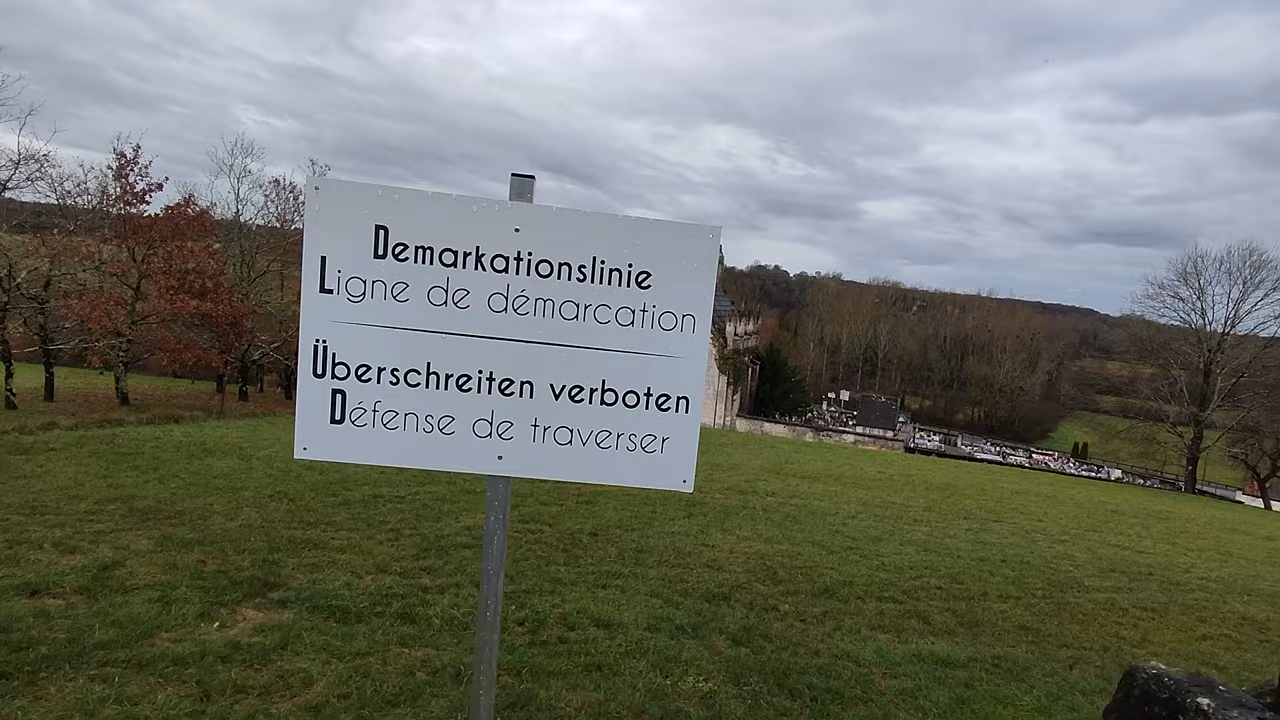 Demarkationslinie
Ligne de démarcation
Überschreiten verboten
Défense de traverser